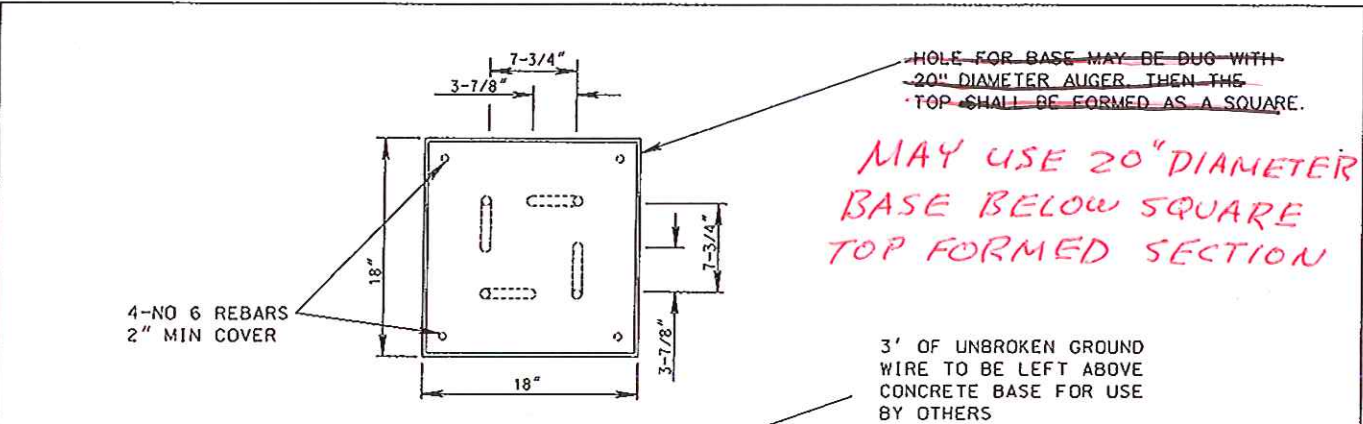 7-3/4"
3-7/8"
HOLE FOR BASE MAY BE DUG WITH
20" DIAMETER AUGER. THEN THE
TOP SHALL BE FORMED AS A SQUARE.
MAY USE 20" DIAMETER
BASE BELOW SQUARE
TOP FORMED SECTION
18"
7-3/4"
3-7/8"
4-NO 6 REBARS
2" MIN COVER
18"
3' OF UNBROKEN GROUND
WIRE TO BE LEFT ABOVE
CONCRETE BASE FOR USE
BY OTHERS